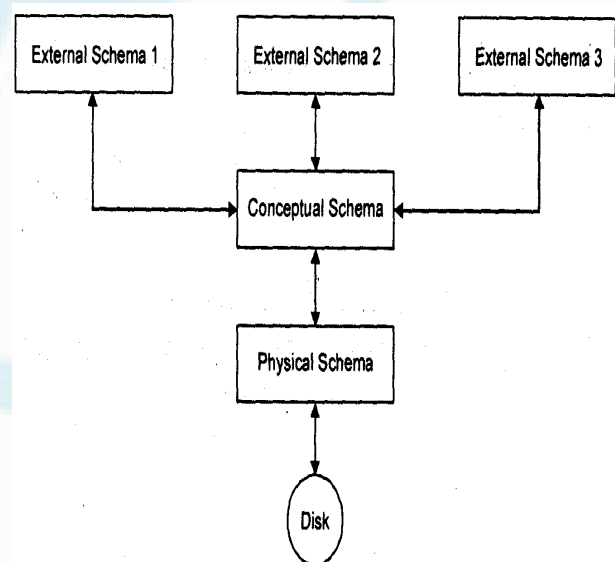 External Schema 1
External Schema 2
External Schema 3
Conceptual Schema
Physical Schema
Disk